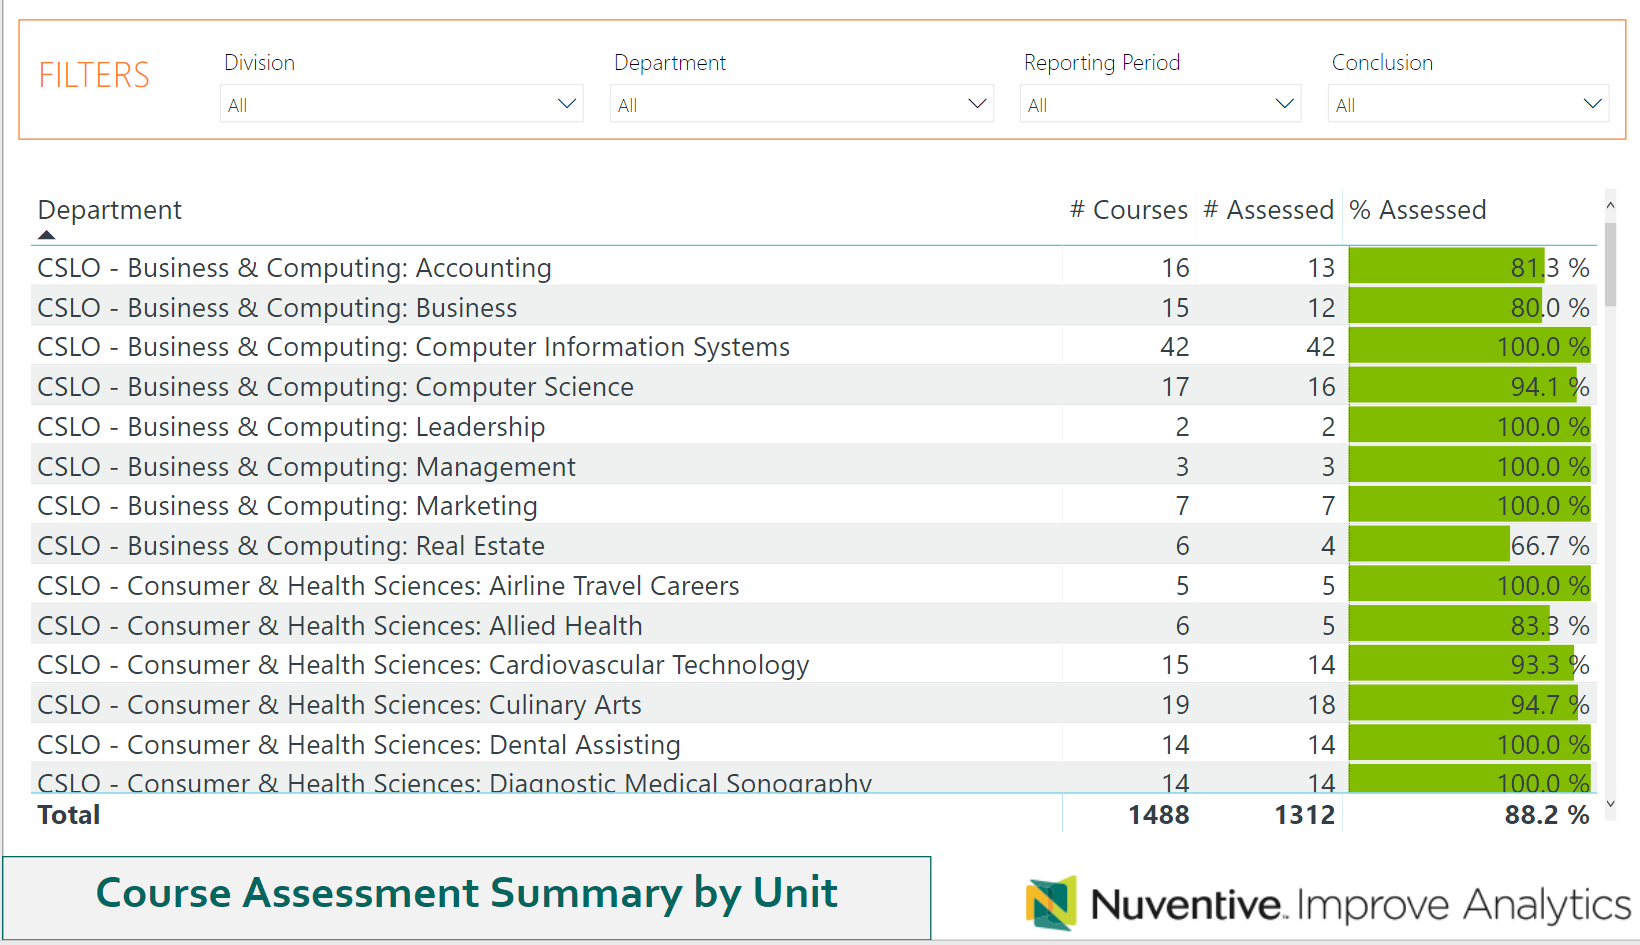 FILTERS
Division Department Reporting Period Conclusion
All All All All
Department # Courses # Assessed % Assessed
CSLO - Business & Computing: Accounting 16 13 81.3 %
CSLO - Business & Computing: Business 15 12 80.0 %
CSLO - Business & Computing: Computer Information Systems 42 42 100.0 %
CSLO - Business & Computing: Computer Science 17 16 94.1 %
CSLO - Business & Computing: Leadership 2 2 100.0 %
CSLO - Business & Computing: Management 3 3 100.0 %
CSLO - Business & Computing: Marketing 7 7 100.0 %
CSLO - Business & Computing: Real Estate 6 4 66.7 %
CSLO - Consumer & Health Sciences: Airline Travel Careers 5 5 100.0 %
CSLO - Consumer & Health Sciences: Allied Health 6 5 83.3 %
CSLO - Consumer & Health Sciences: Cardiovascular Technology 15 14 93.3 %
CSLO - Consumer & Health Sciences: Culinary Arts 19 18 94.7 %
CSLO - Consumer & Health Sciences: Dental Assisting 14 14 100.0 %
CSLO - Consumer & Health Sciences: Diagnostic Medical Sonography 14 14 100.0 %
Total 1488 1312 88.2 %
Course Assessment Summary by Unit
Nuventive™ Improve Analytics